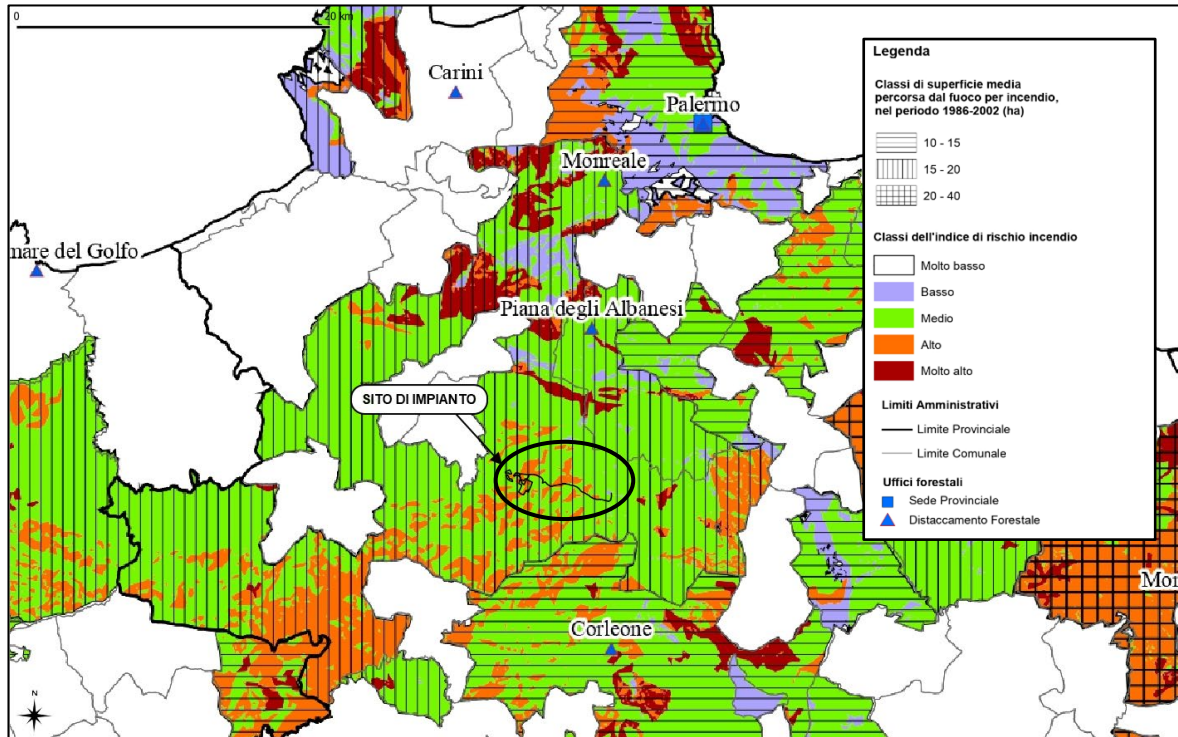 0
20 km
Carini
Palermo
Monreale
mare del Golfo
Piana degli Albanesi
SITO DI IMPIANTO
Corleone
Mor
N
Legenda
Classi di superficie media
percorsa dal fuoco per incendio,
nel periodo 1986-2002 (ha)
10 - 15
15 - 20
20 - 40
Classi dell'indice di rischio incendio
Molto basso
Basso
Medio
Alto
Molto alto
Limiti Amministrativi
Limite Provinciale
Limite Comunale
Uffici forestali
Sede Provinciale
Distaccamento Forestale